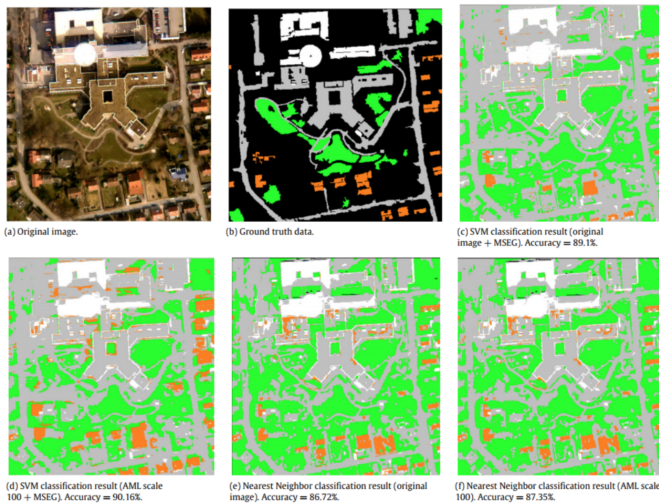 (a) Original image.
(b) Ground truth data.
(c) SVM classification result (original
image + MSEG). Accuracy = 89.1%.
(d) SVM classification result (AML scale
100 + MSEG). Accuracy = 90.16%.
(e) Nearest Neighbor classification result (original
image). Accuracy = 86.72%.
(f) Nearest Neighbor classification result (AML scale
100). Accuracy = 87.35%.